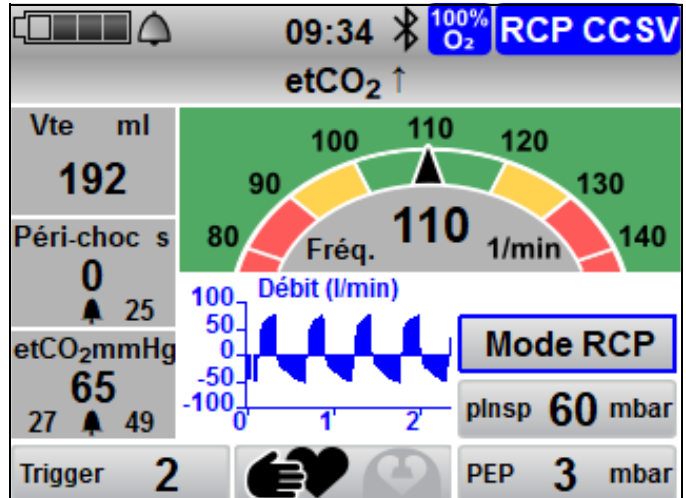 09:34 100% O₂ RCP CCSV
etCO₂ ↑
Vte ml
192
Péri-choc s
0
25
etCO₂mmHg
65
27 49
80 90 100 110 120 130 140
Fréq. 110 1/min
Débit (l/min)
100
50
0
-50
-100
0 1' 2'
Mode RCP
pInsp 60 mbar
Trigger 2
PEP 3 mbar